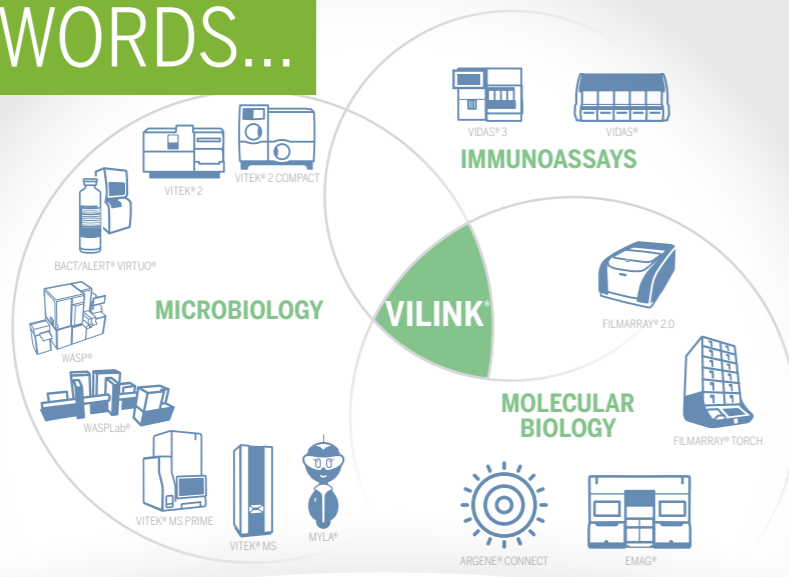 WORDS...
VIDAS® 3
VIDAS®
IMMUNOASSAYS
VITEK® 2
VITEK® 2 COMPACT
BACT/ALERT® VIRTUO®
MICROBIOLOGY
VILINK®
FILMARRAY® 2.0
WASP®
WASPLab®
MOLECULAR
BIOLOGY
FILMARRAY® TORCH
VITEK® MS PRIME
VITEK® MS
MYLA®
ARGENE® CONNECT
EMAG®